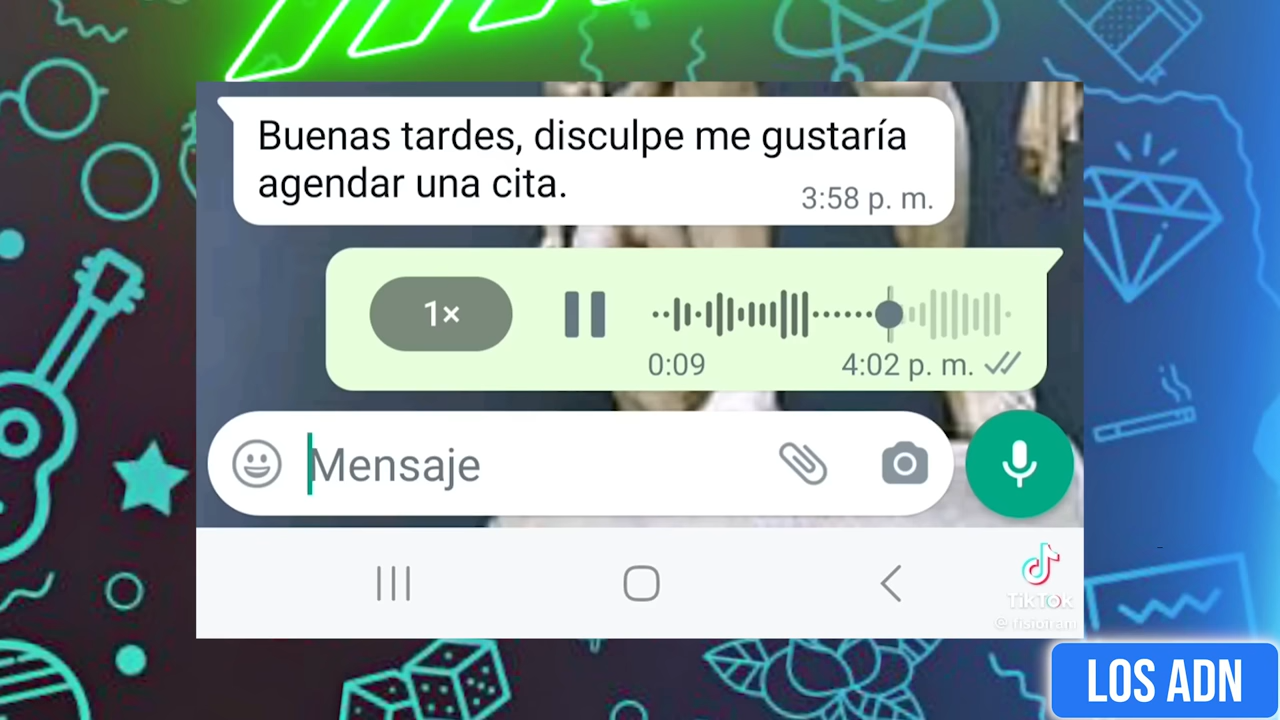 Buenas tardes, disculpe me gustaría
agendar una cita.
3:58 p. m.
1×
0:09
4:02 p. m.
Mensaje
TikTok
LOS ADN